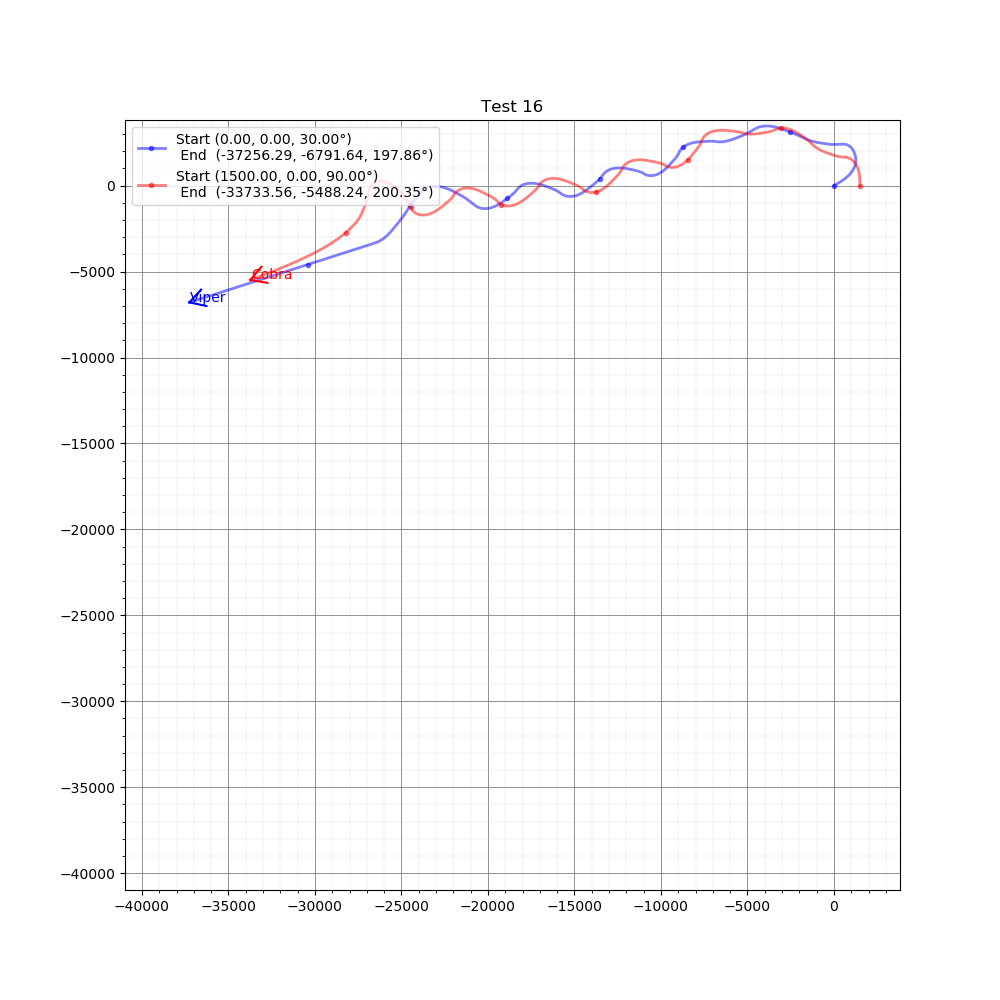 Test 16
Start (0.00, 0.00, 30.00°)
End (-37256.29, -6791.64, 197.86°)
Start (1500.00, 0.00, 90.00°)
End (-33733.56, -5488.24, 200.35°)
0
−5000
Cobra
Viper
−10000
−15000
−20000
−25000
−30000
−35000
−40000
−40000 −35000 −30000 −25000 −20000 −15000 −10000 −5000 0